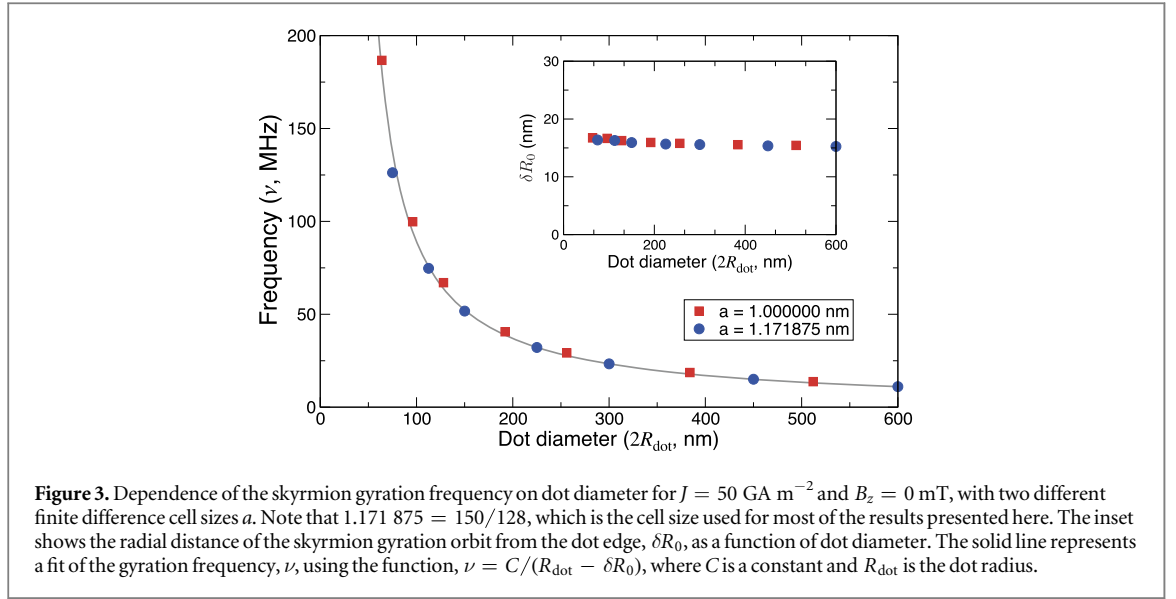 200
150
100
50
0
Frequency (ν, MHz)
0 100 200 300 400 500 600
Dot diameter (2R_dot, nm)
30
20
10
0
δR_0 (nm)
0 200 400 600
Dot diameter (2R_dot, nm)
a = 1.000000 nm
a = 1.171875 nm
Figure 3. Dependence of the skyrmion gyration frequency on dot diameter for J = 50 GA m^−2 and B_z = 0 mT, with two different
finite difference cell sizes a. Note that 1.171 875 = 150/128, which is the cell size used for most of the results presented here. The inset
shows the radial distance of the skyrmion gyration orbit from the dot edge, δR_0, as a function of dot diameter. The solid line represents
a fit of the gyration frequency, ν, using the function, ν = C/(R_dot − δR_0), where C is a constant and R_dot is the dot radius.